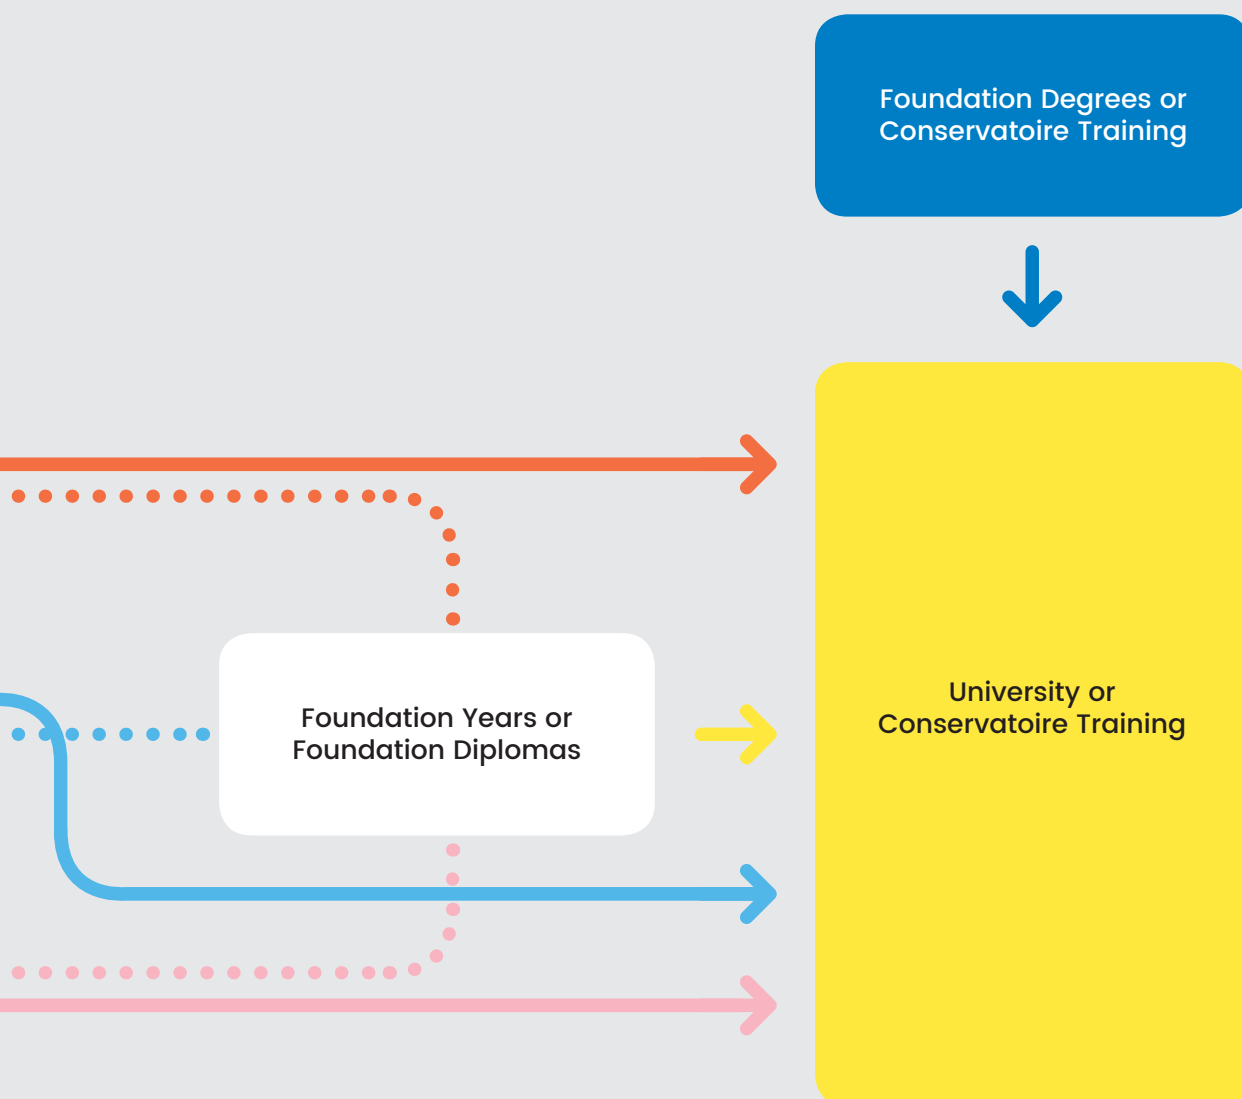 Foundation Degrees or
Conservatoire Training
Foundation Years or
Foundation Diplomas
University or
Conservatoire Training